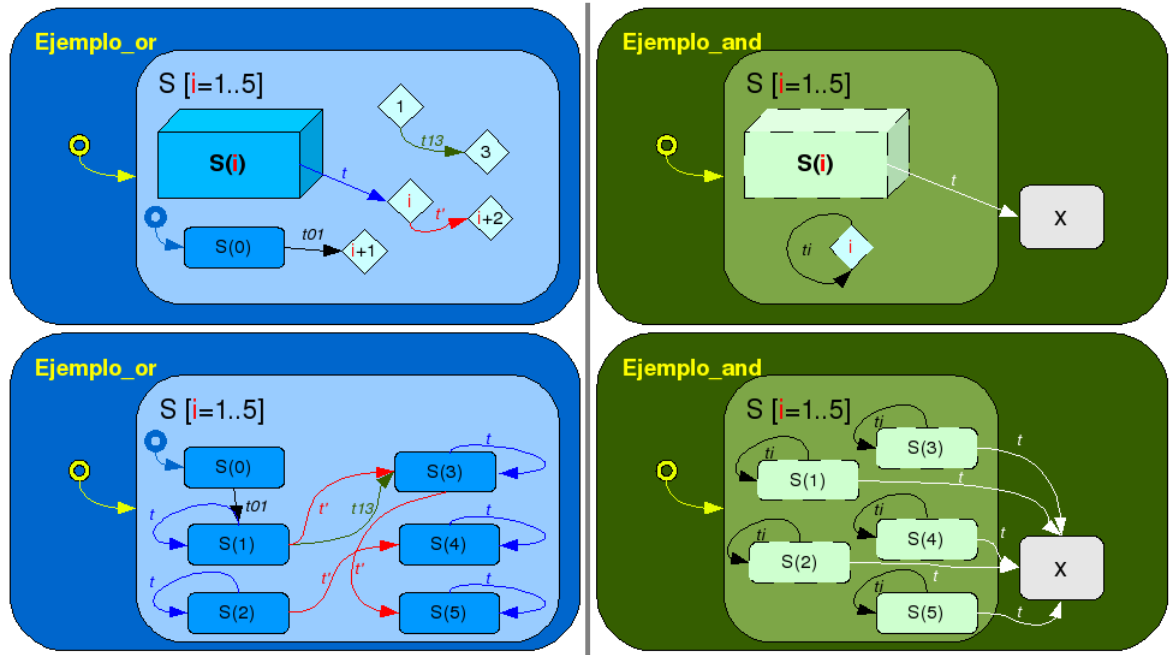 Ejemplo_or
S [i=1..5]
S(i)
1
t13
3
t
i
t'
i+2
S(0)
t01
i+1
Ejemplo_and
S [i=1..5]
S(i)
t
X
ti
i
Ejemplo_or
S [i=1..5]
S(0)
S(3)
t
t01
t'
t13
t
S(1)
S(4)
t
t'
t'
t
S(2)
S(5)
t
Ejemplo_and
S [i=1..5]
ti
S(3)
t
ti
S(1)
t
ti
S(4)
t
ti
S(2)
t
X
ti
S(5)
t